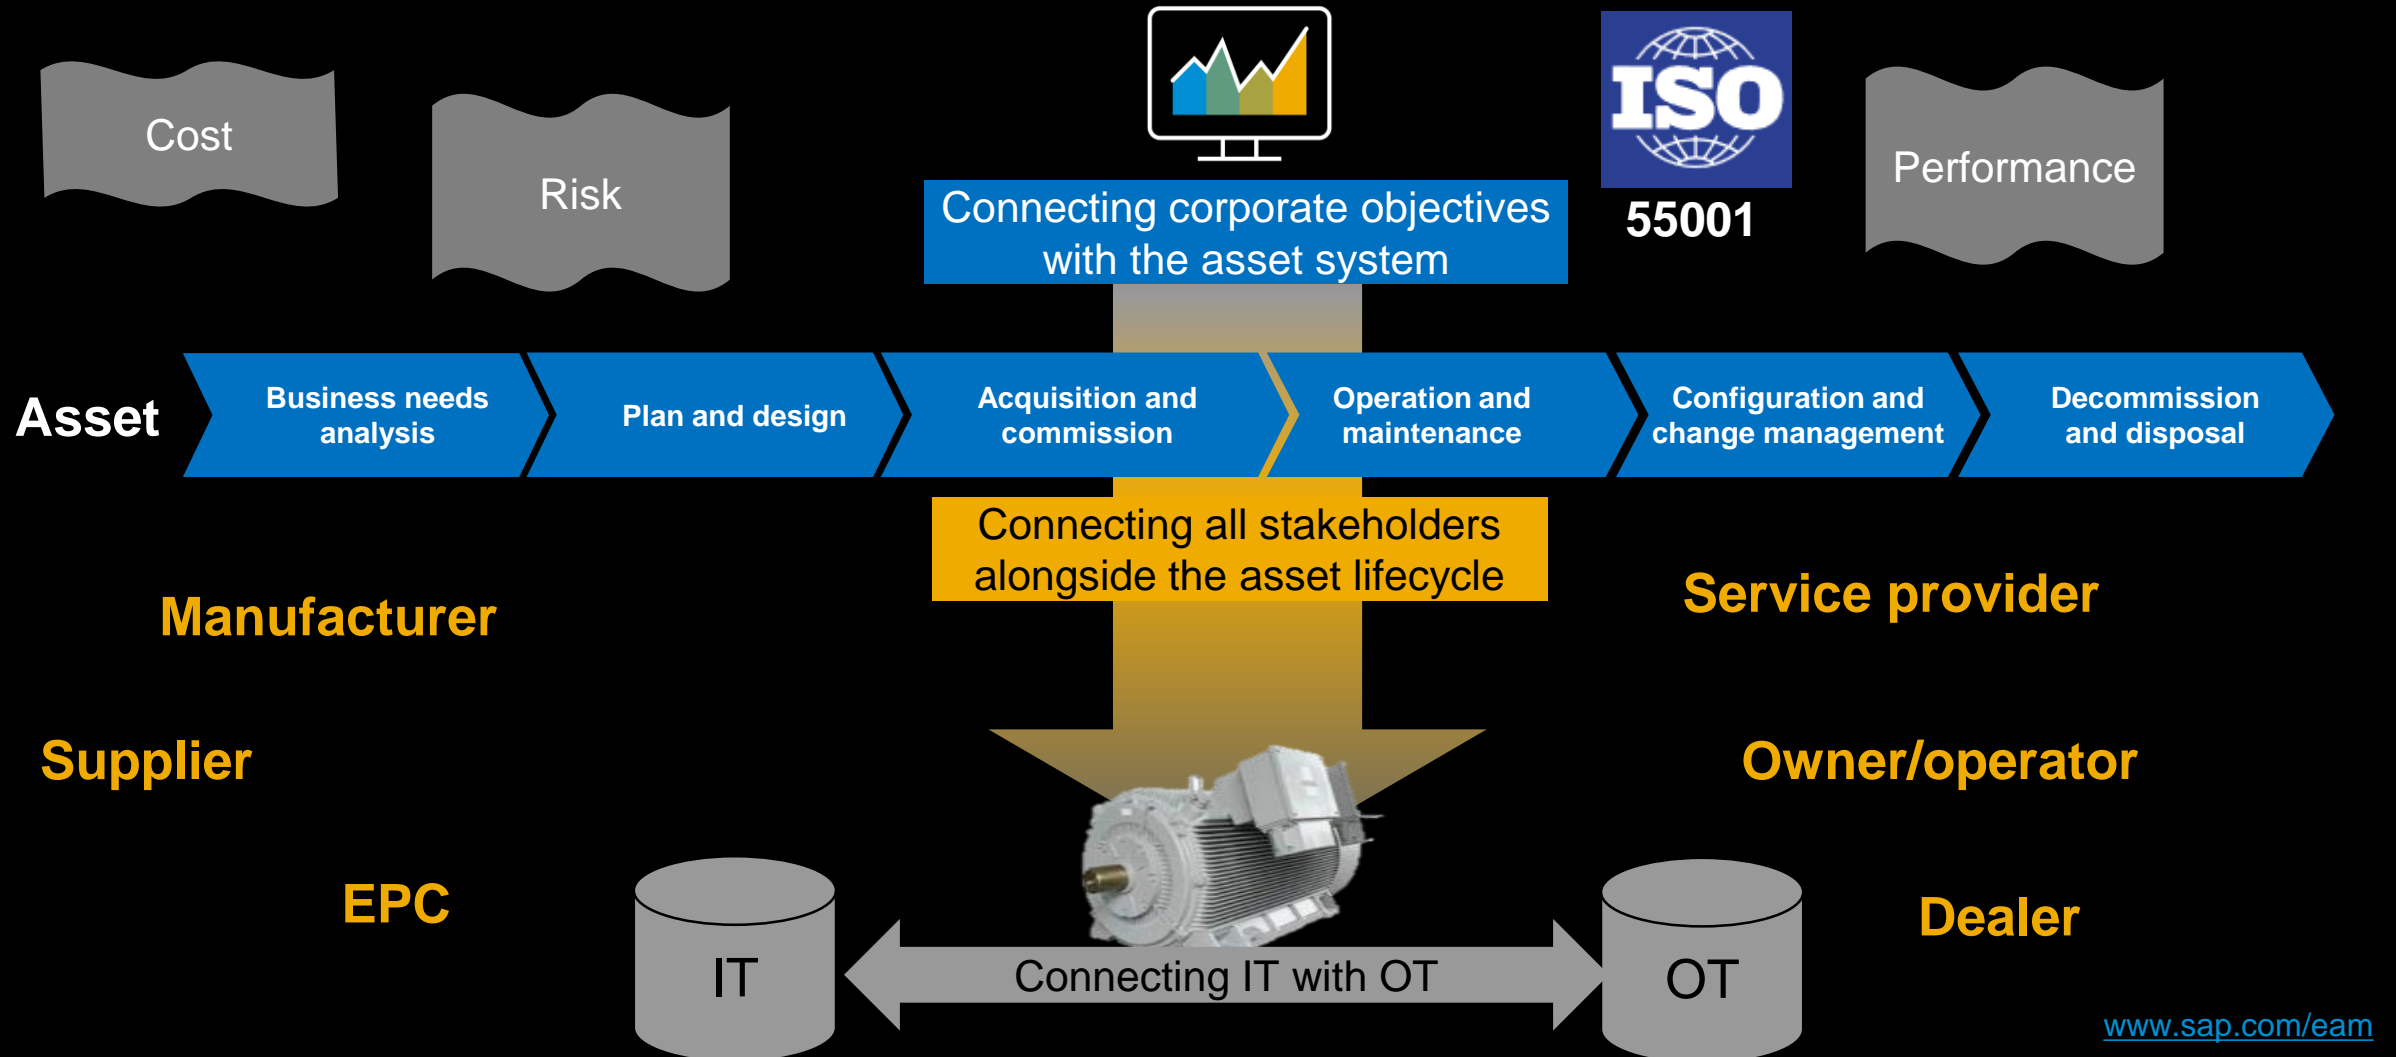 Cost
Risk
Connecting corporate objectives
with the asset system
ISO
55001
Performance
Asset
Business needs
analysis
Plan and design
Acquisition and
commission
Operation and
maintenance
Configuration and
change management
Decommission
and disposal
Connecting all stakeholders
alongside the asset lifecycle
Manufacturer
Service provider
Supplier
Owner/operator
EPC
Dealer
IT
Connecting IT with OT
OT
www.sap.com/eam